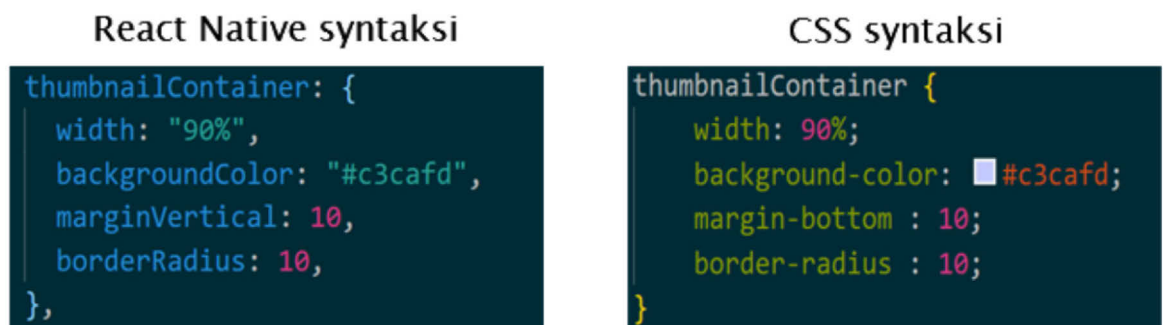 React Native syntaksi
thumbnailContainer: {
width: "90%",
backgroundColor: "#c3cafd",
marginVertical: 10,
borderRadius: 10,
},
CSS syntaksi
thumbnailContainer {
width: 90%;
background-color: #c3cafd;
margin-bottom : 10;
border-radius : 10;
}